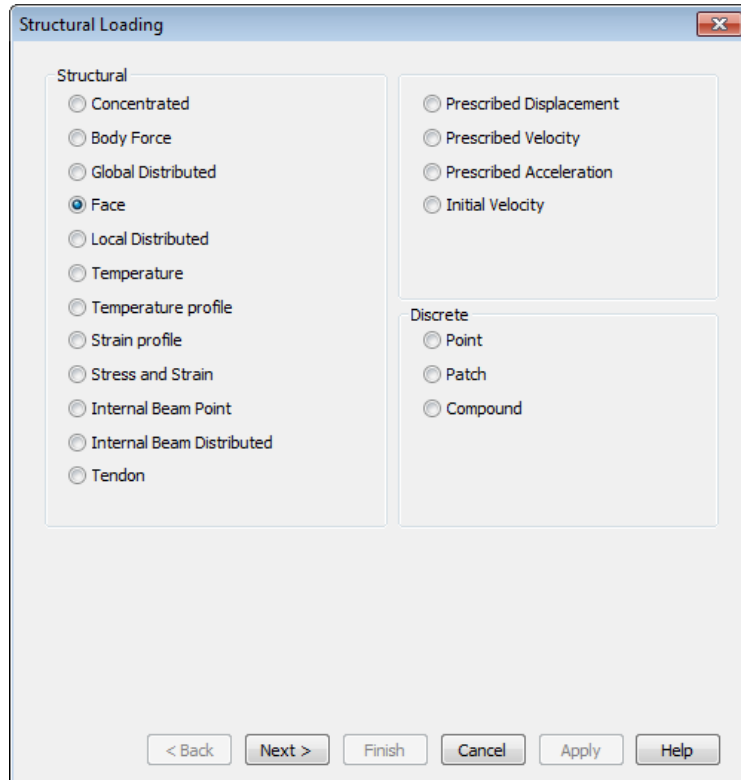 Structural Loading
Structural
Concentrated
Body Force
Global Distributed
Face
Local Distributed
Temperature
Temperature profile
Strain profile
Stress and Strain
Internal Beam Point
Internal Beam Distributed
Tendon
Prescribed Displacement
Prescribed Velocity
Prescribed Acceleration
Initial Velocity
Discrete
Point
Patch
Compound
< Back Next > Finish Cancel Apply Help